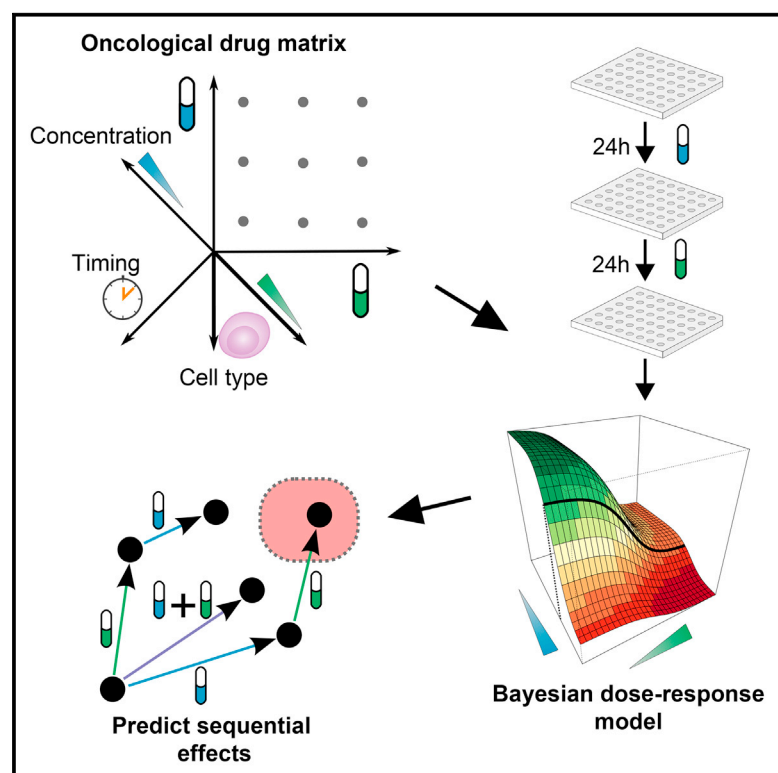 Oncological drug matrix
Concentration
Timing
Cell type
24h
24h
Bayesian dose-response
model
+
Predict sequential
effects